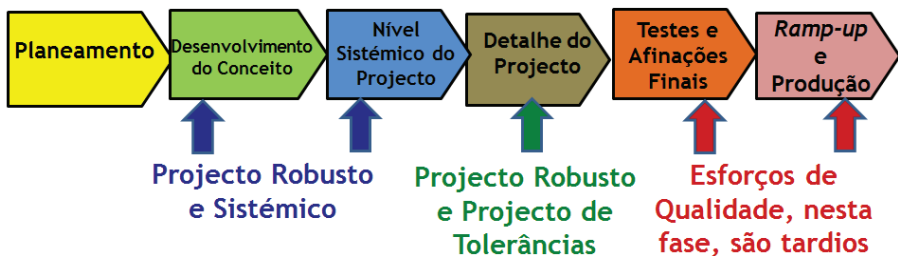 Planeamento
Desenvolvimento
do Conceito
Nível
Sistémico do
Projecto
Detalhe do
Projecto
Testes e
Afinações
Finais
Ramp-up
e
Produção
Projecto Robusto
e Sistémico
Projecto Robusto
e Projecto de
Tolerâncias
Esforços de
Qualidade, nesta
fase, são tardios